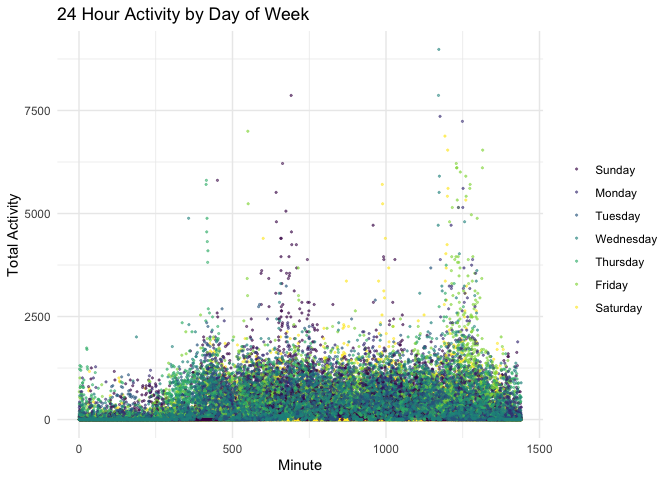 24 Hour Activity by Day of Week
Total Activity
7500
5000
2500
0
0 500 1000 1500
Minute
Sunday
Monday
Tuesday
Wednesday
Thursday
Friday
Saturday